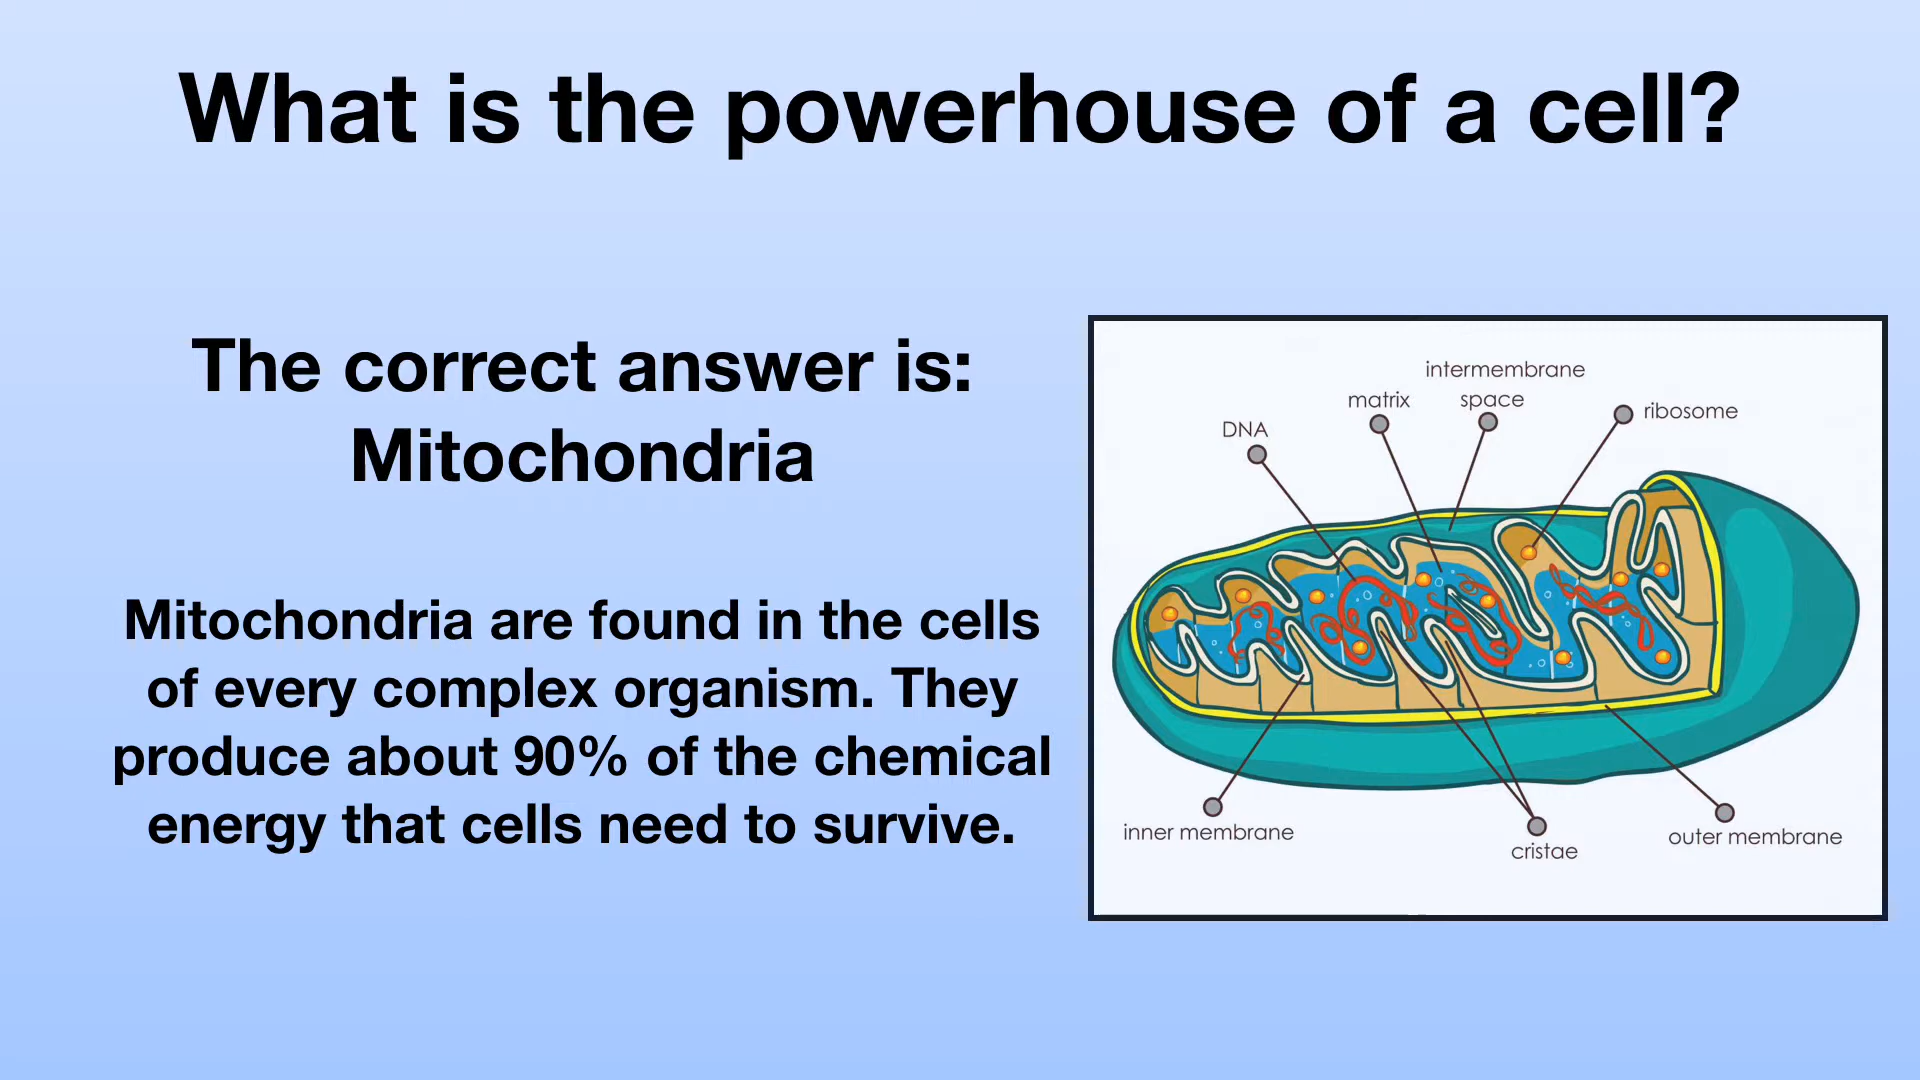 What is the powerhouse of a cell?
The correct answer is:
Mitochondria
Mitochondria are found in the cells
of every complex organism. They
produce about 90% of the chemical
energy that cells need to survive.
intermembrane
space
matrix
DNA
ribosome
inner membrane
cristae
outer membrane